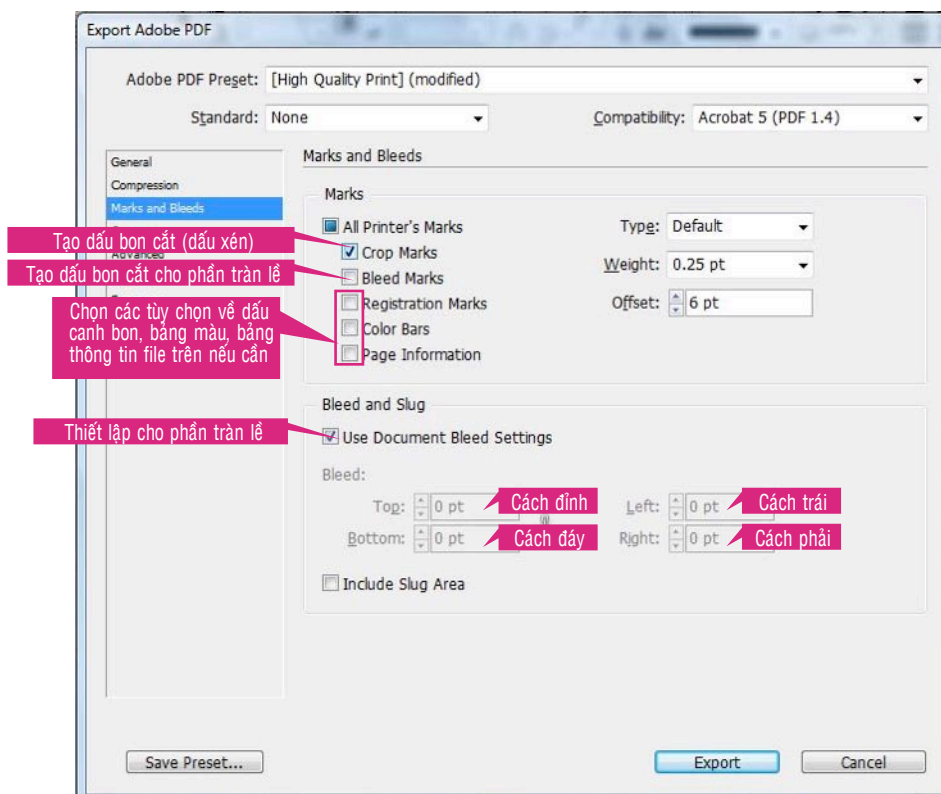 Export Adobe PDF
Adobe PDF Preset: [High Quality Print] (modified)
Standard: None Compatibility: Acrobat 5 (PDF 1.4)
General
Compression
Marks and Bleeds
Advanced
Marks and Bleeds
Marks
All Printer's Marks
Crop Marks
Bleed Marks
Registration Marks
Color Bars
Page Information
Type: Default
Weight: 0.25 pt
Offset: 6 pt
Tạo dấu bon cắt (dấu xén)
Tạo dấu bon cắt cho phần tràn lề
Chọn các tùy chọn về dấu
canh bon, bảng màu, bảng
thông tin file trên nếu cần
Bleed and Slug
Thiết lập cho phần tràn lề
Use Document Bleed Settings
Bleed:
Top: 0 pt Cách đỉnh Left: 0 pt Cách trái
Bottom: 0 pt Cách đáy Right: 0 pt Cách phải
Include Slug Area
Save Preset... Export Cancel